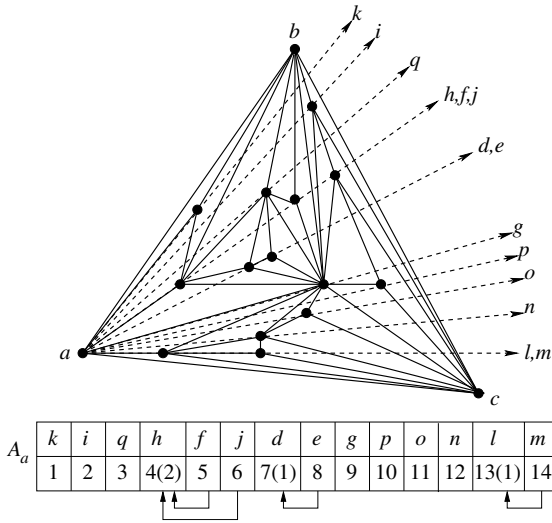 k
i
b
q
h,f,j
d,e
g
p
o
n
a
l,m
c
A_a
k i q h f j d e g p o n l m
1 2 3 4(2) 5 6 7(1) 8 9 10 11 12 13(1) 14